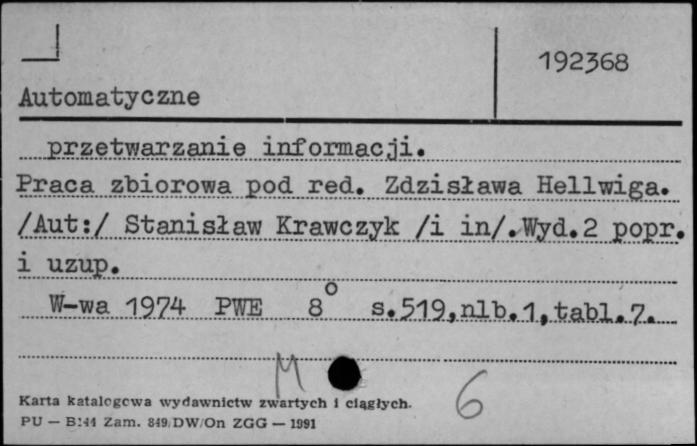 192368
Automatyczne
przetwarzanie informacji.
Praca zbiorowa pod red. Zdzisława Hellwiga.
/Aut:/ Stanisław Krawczyk /i in/.Wyd.2 popr.
i uzup.
W-wa 1974 PWE 8° s.519,nlb.1,tabl.7.
M 6
Karta katalogowa wydawnictw zwartych i ciągłych.
PU — B:44 Zam. 849/DW/On ZGG — 1991